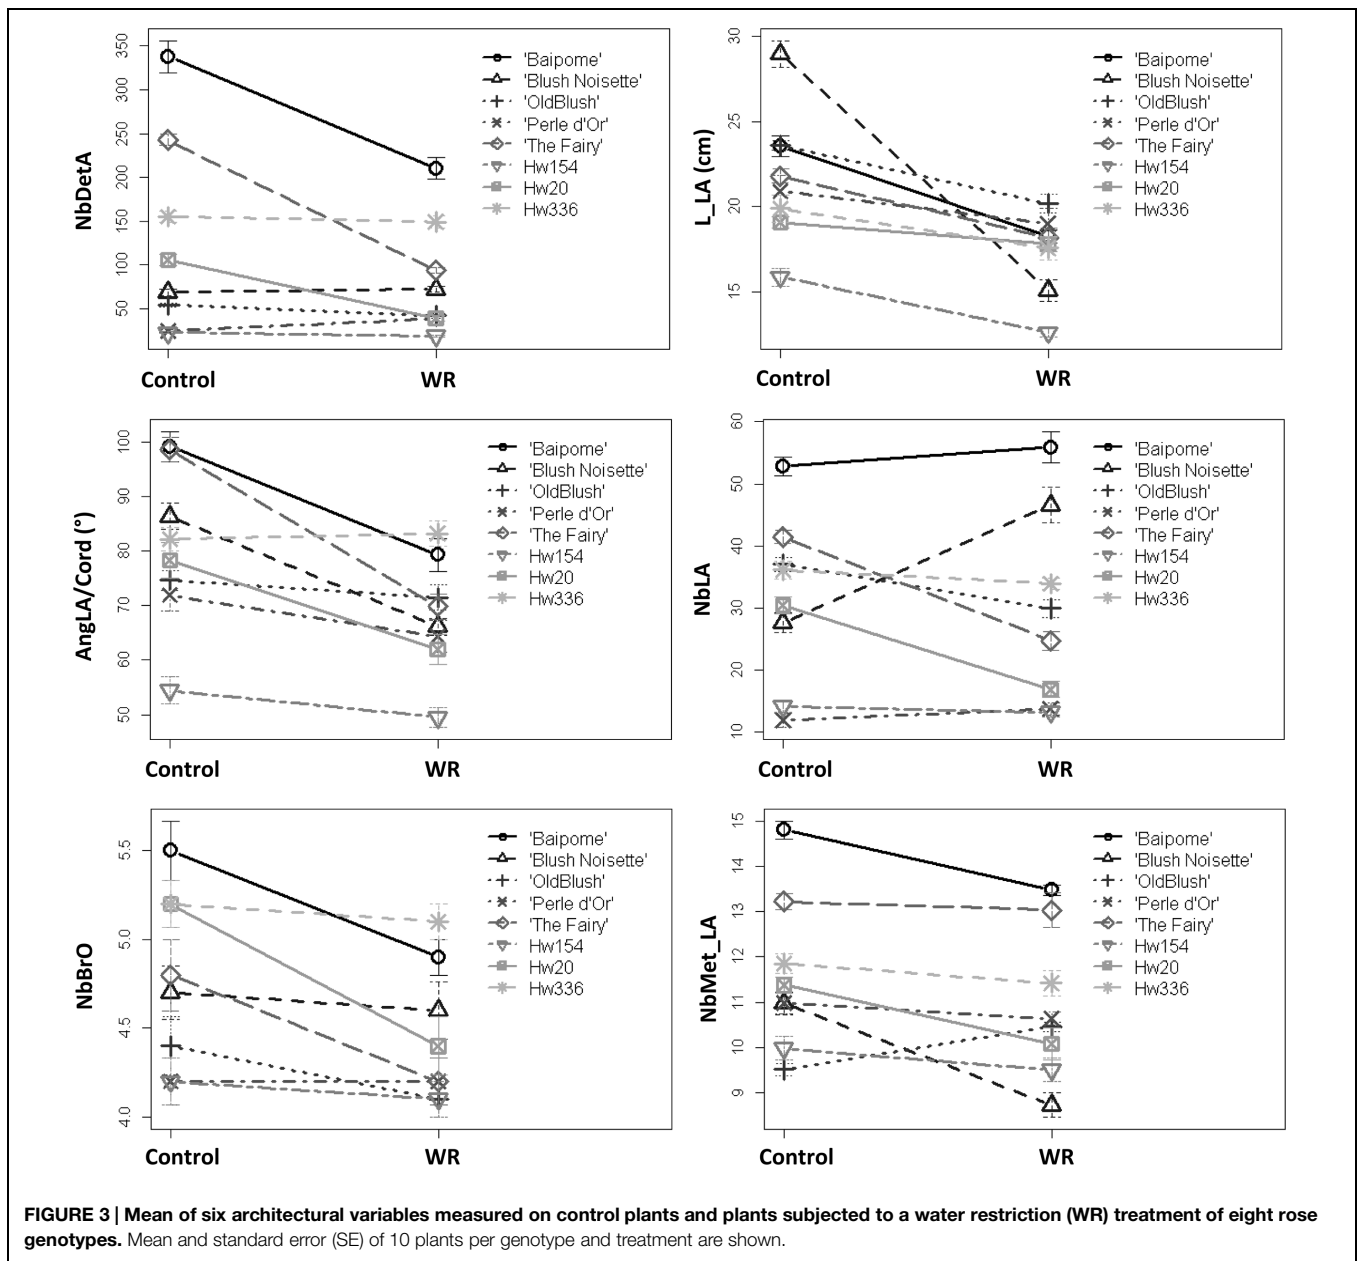 NbDetA
350
300
250
200
150
100
50
Control
WR
'Baipome'
'Blush Noisette'
'OldBlush'
'Perle d'Or'
'The Fairy'
Hw154
Hw20
Hw336
L_LA (cm)
30
25
20
15
Control
WR
'Baipome'
'Blush Noisette'
'OldBlush'
'Perle d'Or'
'The Fairy'
Hw154
Hw20
Hw336
AngLA/Cord (°)
100
90
80
70
60
50
Control
WR
'Baipome'
'Blush Noisette'
'OldBlush'
'Perle d'Or'
'The Fairy'
Hw154
Hw20
Hw336
NbLA
60
50
40
30
20
10
Control
WR
'Baipome'
'Blush Noisette'
'OldBlush'
'Perle d'Or'
'The Fairy'
Hw154
Hw20
Hw336
NbBrO
5.5
5.0
4.5
4.0
Control
WR
'Baipome'
'Blush Noisette'
'OldBlush'
'Perle d'Or'
'The Fairy'
Hw154
Hw20
Hw336
NbMet_LA
15
14
13
12
11
10
9
Control
WR
'Baipome'
'Blush Noisette'
'OldBlush'
'Perle d'Or'
'The Fairy'
Hw154
Hw20
Hw336
FIGURE 3 | Mean of six architectural variables measured on control plants and plants subjected to a water restriction (WR) treatment of eight rose
genotypes. Mean and standard error (SE) of 10 plants per genotype and treatment are shown.